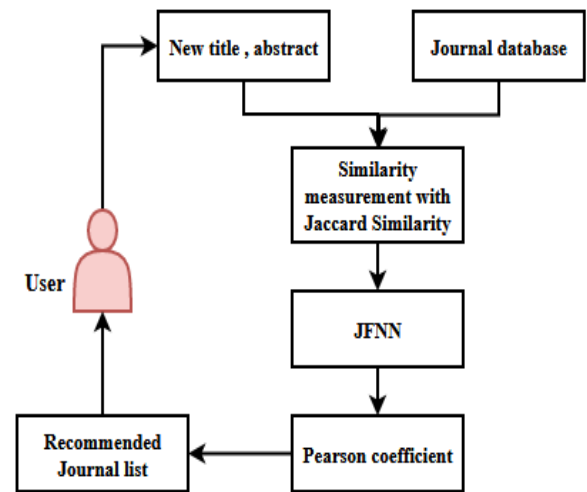 New title , abstract
Journal database
Similarity
measurement with
Jaccard Similarity
User
JFNN
Recommended
Journal list
Pearson coefficient